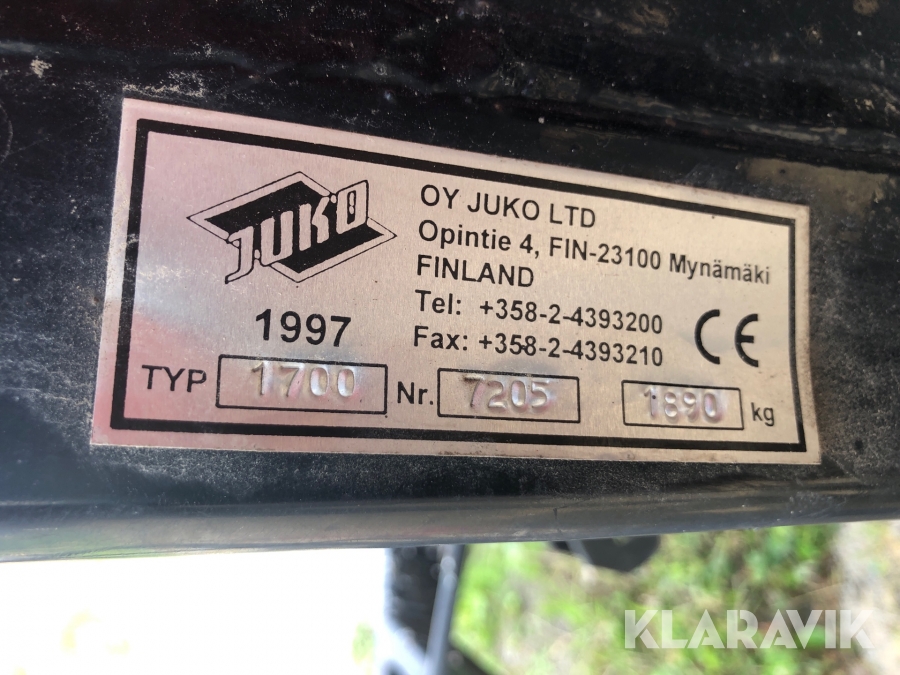 JUKO
1997
OY JUKO LTD
Opintie 4, FIN-23100 Mynämäki
FINLAND
Tel: +358-2-4393200
Fax: +358-2-4393210
CE
TYP 1700 Nr. 7205 1890 kg
KLARAVIK